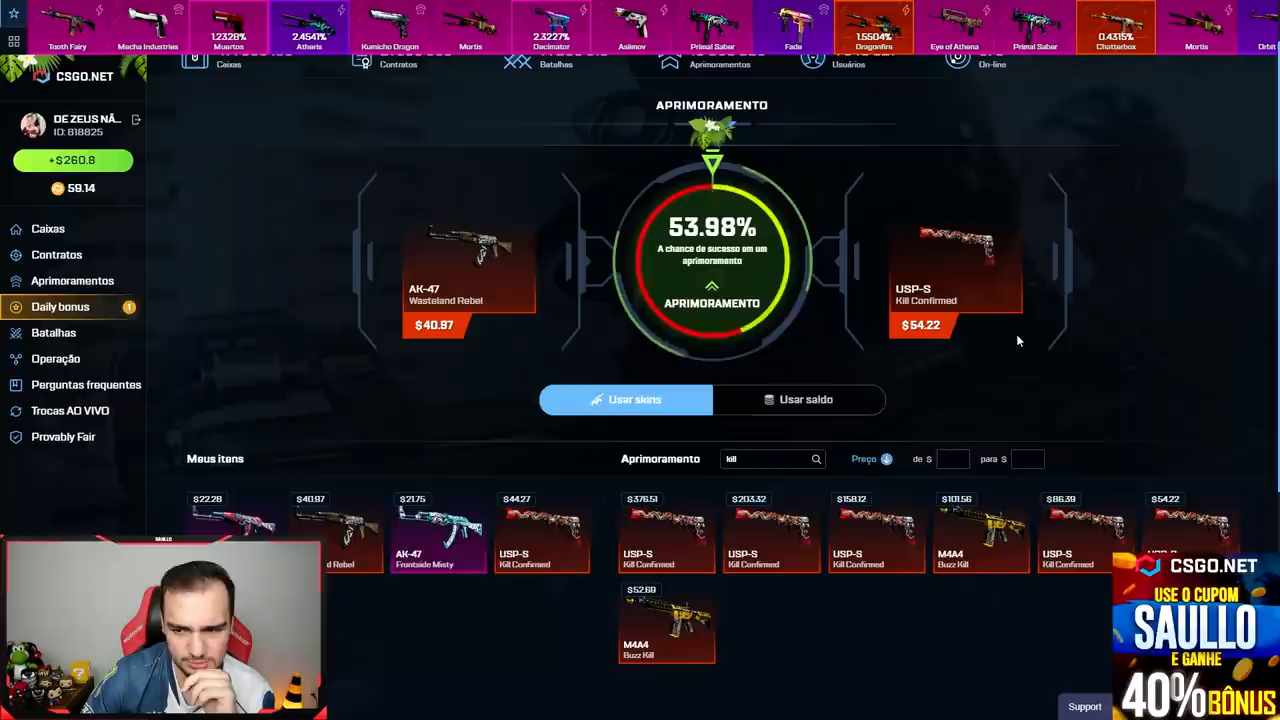 Tooth Fairy
Mecha Industries
1.2328%
Muertos
2.4541%
Atheris
Kumicho Dragon
Mortis
2.3227%
Decimator
Asiimov
Primal Saber
Fade
1.5504%
Dragonfire
Eye of Athena
Primal Saber
0.4315%
Chatterbox
Mortis
Orbit
CSGO.NET
Caixas
Contratos
Batalhas
Aprimoramentos
Usuários
On-line
DE ZEUS NÃ...
ID: 818825
+$260.8
59.14
Caixas
Contratos
Aprimoramentos
Daily bonus
1
Batalhas
Operação
Perguntas frequentes
Trocas AO VIVO
Provably Fair
APRIMORAMENTO
AK-47
Wasteland Rebel
$40.97
53.98%
A chance de sucesso em um
aprimoramento
APRIMORAMENTO
USP-S
Kill Confirmed
$54.22
Usar skins
Usar saldo
Meus itens
Aprimoramento
kill
Preço
de $
para $
$22.28
$40.97
d Rebel
$21.75
AK-47
Frontside Misty
$44.27
USP-S
Kill Confirmed
$376.51
USP-S
Kill Confirmed
$203.32
USP-S
Kill Confirmed
$158.12
USP-S
Kill Confirmed
$101.56
M4A4
Buzz Kill
$86.39
USP-S
Kill Confirmed
$54.22
$52.69
M4A4
Buzz Kill
SAULLO
CSGO.NET
USE O CUPOM
SAULLO
E GANHE
40% BÔNUS
Support